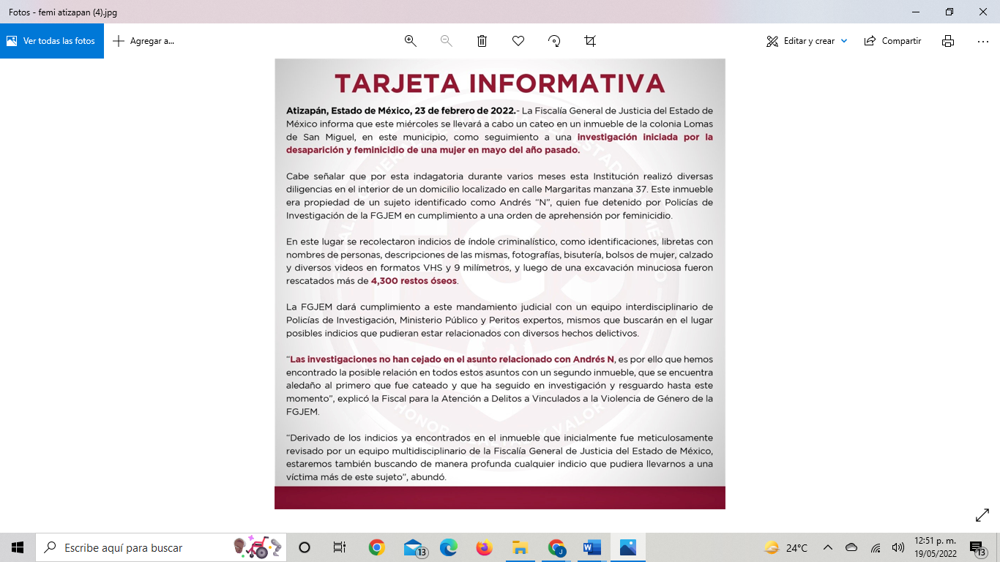 Fotos - femi atizapan (4).jpg
Ver todas las fotos
Agregar a...
Editar y crear
Compartir
TARJETA INFORMATIVA
Atizapán, Estado de México, 23 de febrero de 2022.- La Fiscalía General de Justicia del Estado de
México informa que este miércoles se llevará a cabo un cateo en un inmueble de la colonia Lomas
de San Miguel, en este municipio, como seguimiento a una investigación iniciada por la
desaparición y feminicidio de una mujer en mayo del año pasado.
Cabe señalar que por esta indagatoria durante varios meses esta Institución realizó diversas
diligencias en el interior de un domicilio localizado en calle Margaritas manzana 37. Este inmueble
era propiedad de un sujeto identificado como Andrés “N”, quien fue detenido por Policías de
Investigación de la FGJEM en cumplimiento a una orden de aprehensión por feminicidio.
En este lugar se recolectaron indicios de índole criminalístico, como identificaciones, libretas con
nombres de personas, descripciones de las mismas, fotografías, bisutería, bolsos de mujer, calzado
y diversos videos en formatos VHS y 9 milímetros, y luego de una excavación minuciosa fueron
rescatados más de 4,300 restos óseos.
La FGJEM dará cumplimiento a este mandamiento judicial con un equipo interdisciplinario de
Policías de Investigación, Ministerio Público y Peritos expertos, mismos que buscarán en el lugar
posibles indicios que pudieran estar relacionados con diversos hechos delictivos.
“Las investigaciones no han cejado en el asunto relacionado con Andrés N, es por ello que hemos
encontrado la posible relación en todos estos asuntos con un segundo inmueble, que se encuentra
aledaño al primero que fue cateado y que ha seguido en investigación y resguardo hasta este
momento”, explicó la Fiscal para la Atención a Delitos a Vinculados a la Violencia de Género de la
FGJEM.
“Derivado de los indicios ya encontrados en el inmueble que inicialmente fue meticulosamente
revisado por un equipo multidisciplinario de la Fiscalía General de Justicia del Estado de México,
estaremos también buscando de manera profunda cualquier indicio que pudiera llevarnos a una
víctima más de este sujeto”, abundó.
Escribe aquí para buscar
13
24°C
12:51 p. m.
19/05/2022
13